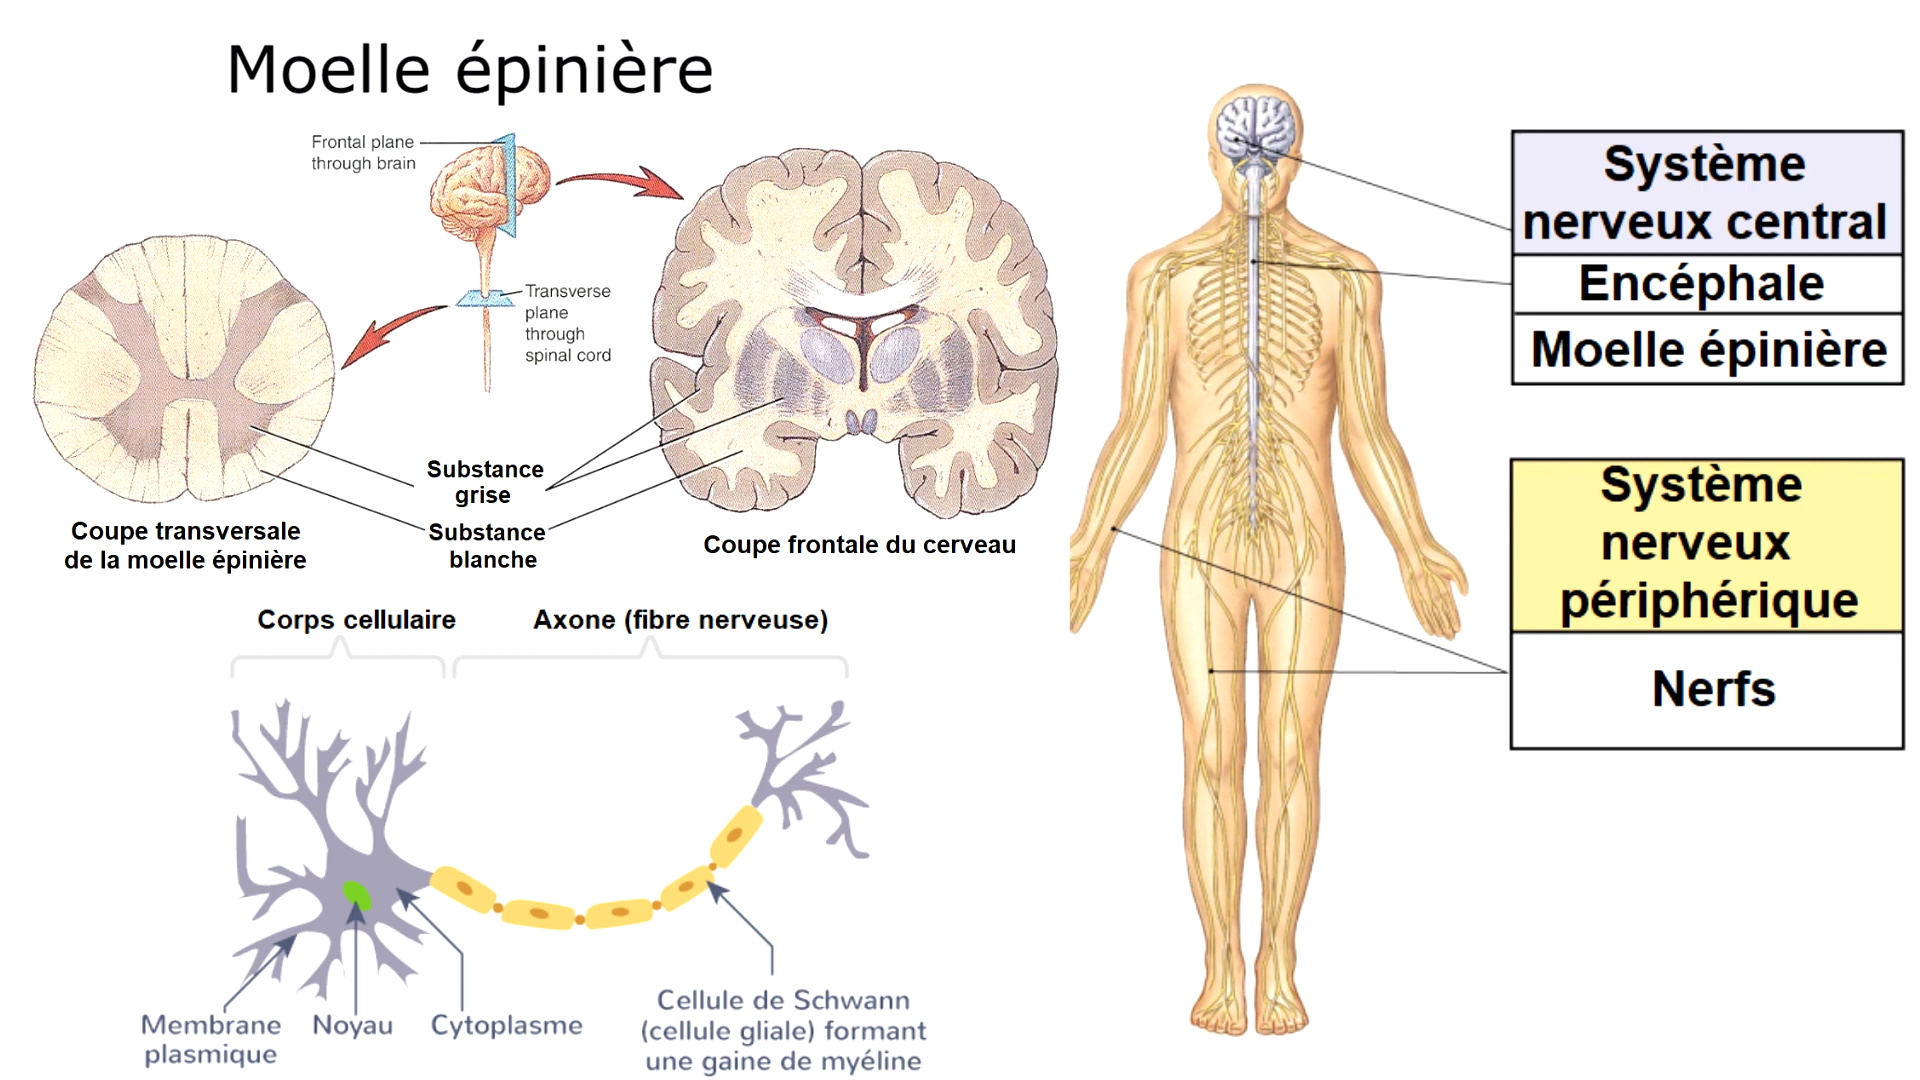 Moelle épinière
Frontal plane
through brain
Transverse
plane
through
spinal cord
Substance
grise
Substance
blanche
Coupe transversale
de la moelle épinière
Coupe frontale du cerveau
Corps cellulaire
Axone (fibre nerveuse)
Membrane
plasmique
Noyau
Cytoplasme
Cellule de Schwann
(cellule gliale) formant
une gaine de myéline
Système
nerveux central
Encéphale
Moelle épinière
Système
nerveux
périphérique
Nerfs